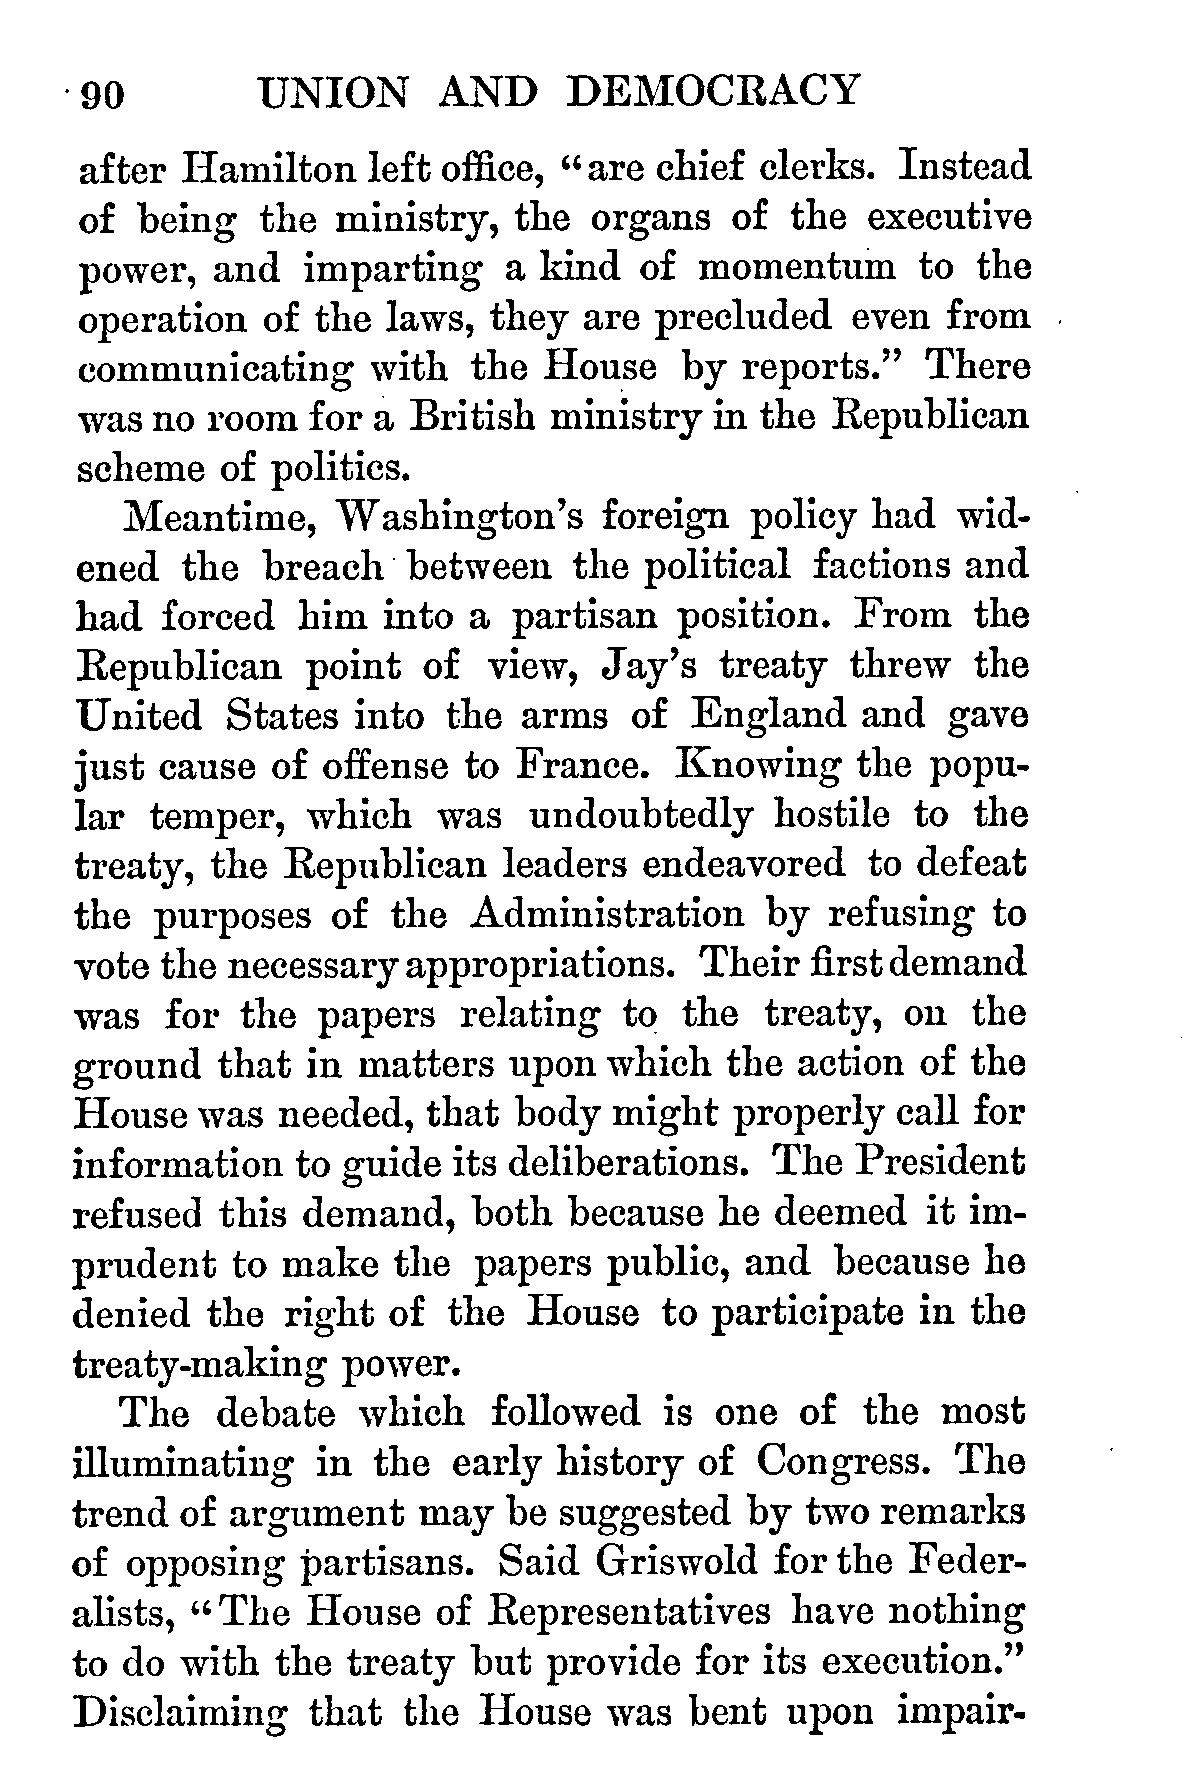 90 UNION AND DEMOCRACY
after Hamilton left office, "are chief clerks. Instead
of being the ministry, the organs of the executive
power, and imparting a kind of momentum to the
operation of the laws, they are precluded even from
communicating with the House by reports." There
was no room for a British ministry in the Republican
scheme of politics.
Meantime, Washington's foreign policy had wid-
ened the breach between the political factions and
had forced him into a partisan position. From the
Republican point of view, Jay's treaty threw the
United States into the arms of England and gave
just cause of offense to France. Knowing the popu-
lar temper, which was undoubtedly hostile to the
treaty, the Republican leaders endeavored to defeat
the purposes of the Administration by refusing to
vote the necessary appropriations. Their first demand
was for the papers relating to the treaty, on the
ground that in matters upon which the action of the
House was needed, that body might properly call for
information to guide its deliberations. The President
refused this demand, both because he deemed it im-
prudent to make the papers public, and because he
denied the right of the House to participate in the
treaty-making power.
The debate which followed is one of the most
illuminating in the early history of Congress. The
trend of argument may be suggested by two remarks
of opposing partisans. Said Griswold for the Feder-
alists, "The House of Representatives have nothing
to do with the treaty but provide for its execution."
Disclaiming that the House was bent upon impair-